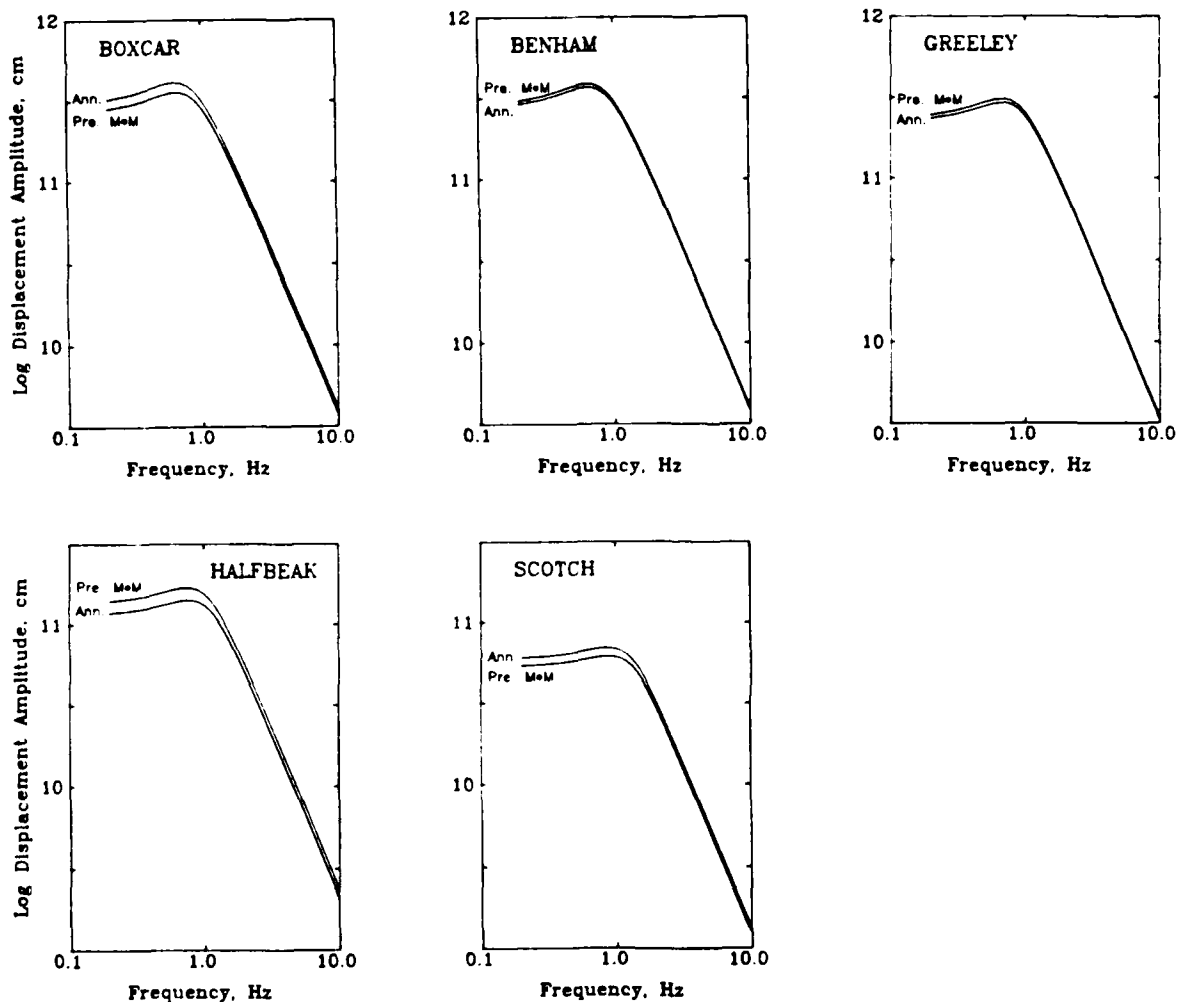 Log Displacement Amplitude, cm
12
11
10
BOXCAR
Ann.
Pre. M•M
0.1 1.0 10.0
Frequency, Hz
12
11
10
BENHAM
Pre. M•M
Ann.
0.1 1.0 10.0
Frequency, Hz
12
11
10
GREELEY
Pre. M•M
Ann.
0.1 1.0 10.0
Frequency, Hz
Log Displacement Amplitude, cm
11
10
HALFBEAK
Pre M•M
Ann.
0.1 1.0 10.0
Frequency, Hz
11
10
SCOTCH
Ann
Pre M•M
0.1 1.0 10.0
Frequency, Hz